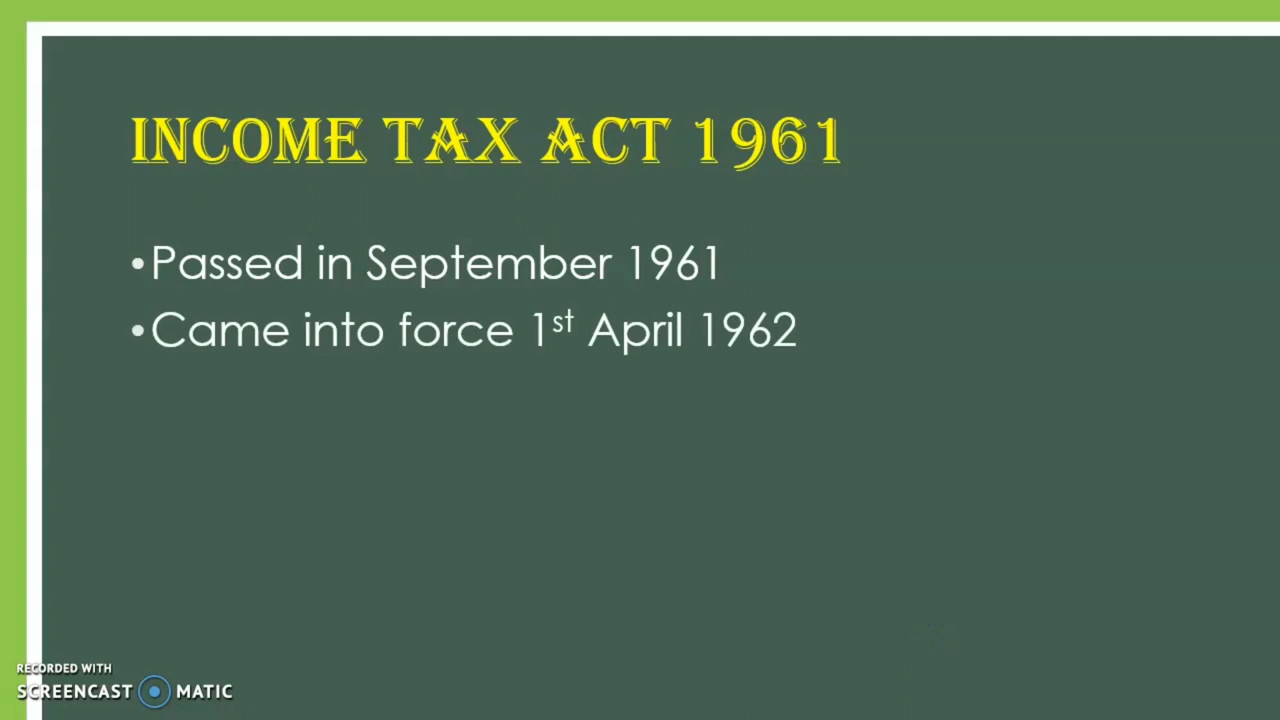 INCOME TAX ACT 1961
•Passed in September 1961
•Came into force 1st April 1962
RECORDED WITH
SCREENCAST MATIC